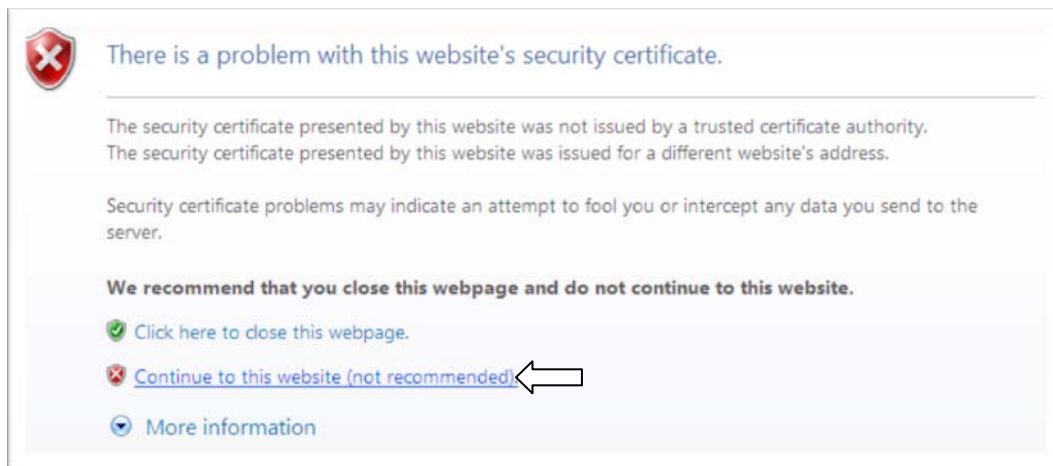 There is a problem with this website's security certificate.
The security certificate presented by this website was not issued by a trusted certificate authority.
The security certificate presented by this website was issued for a different website's address.
Security certificate problems may indicate an attempt to fool you or intercept any data you send to the
server.
We recommend that you close this webpage and do not continue to this website.
Click here to close this webpage.
Continue to this website (not recommended).
More information